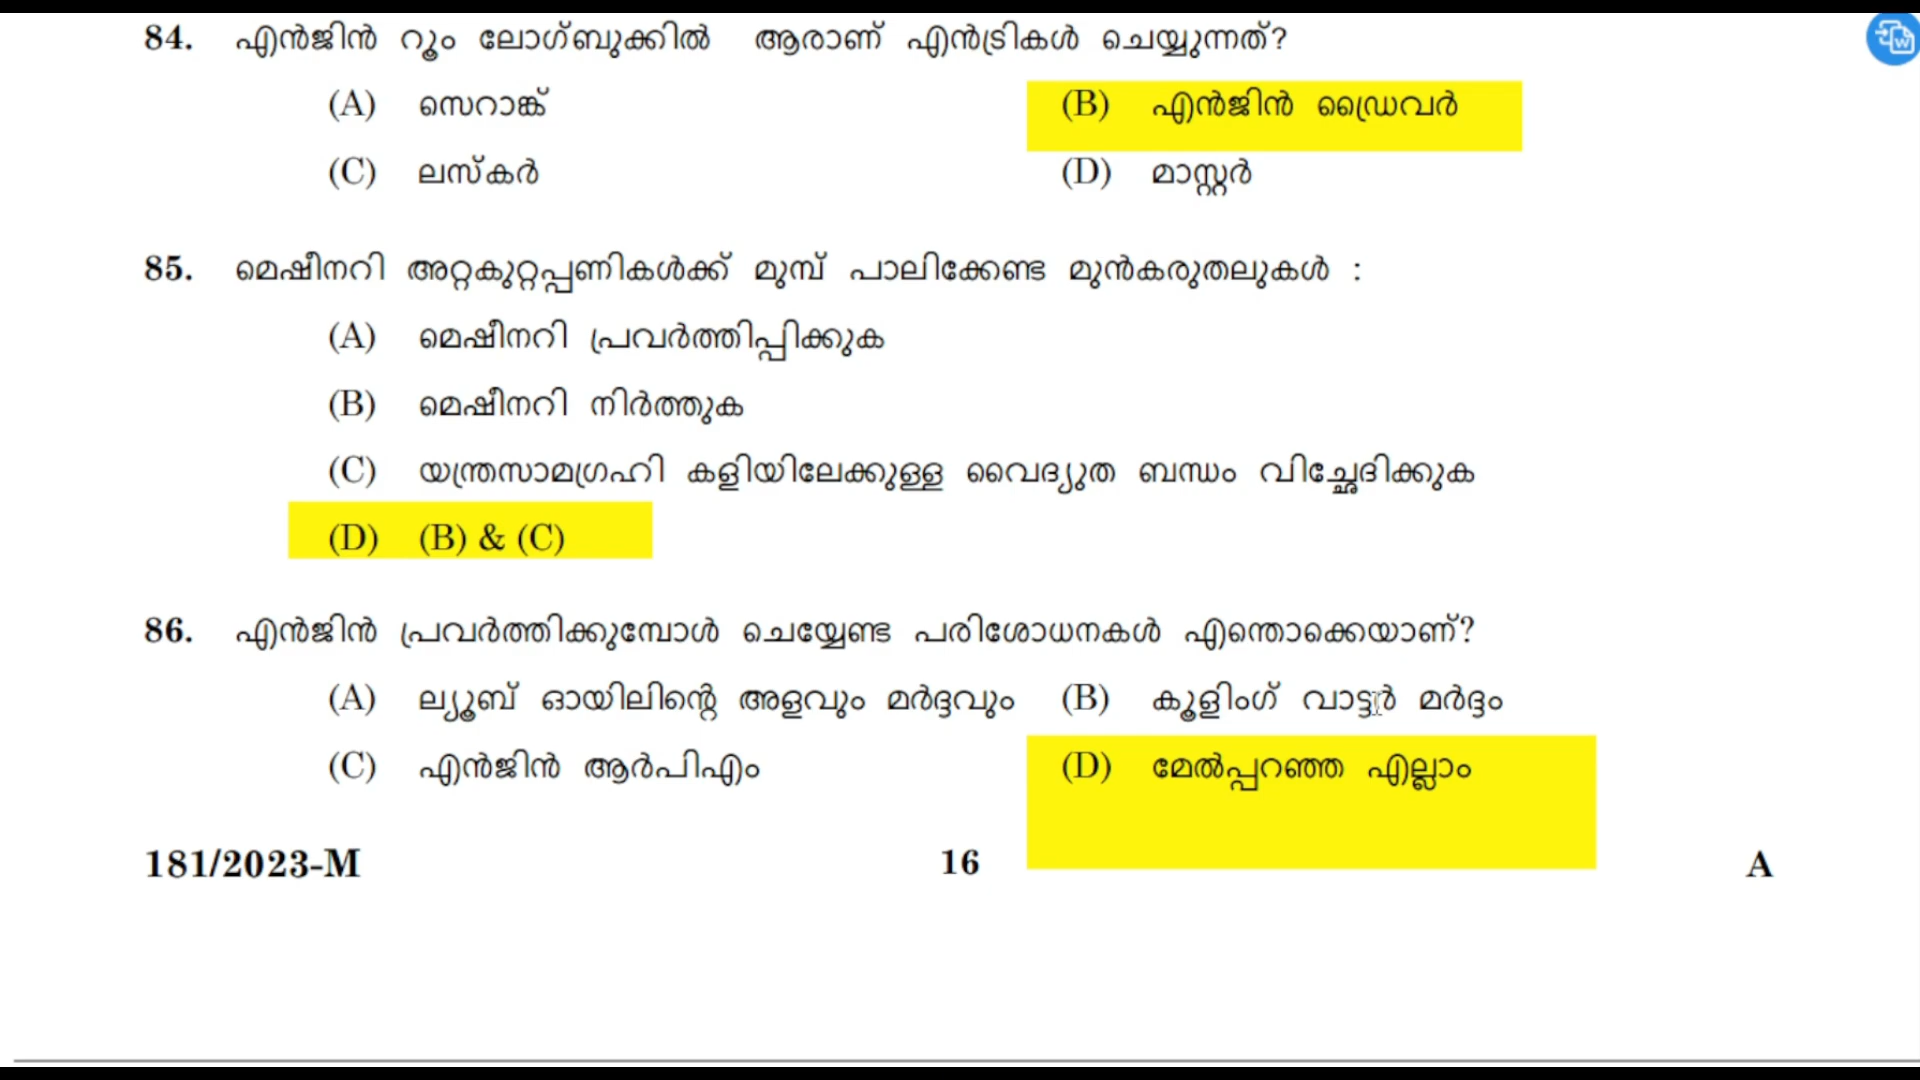 84. എൻജിൻ റൂം ലോഗ്ബുക്കിൽ ആരാണ് എൻട്രികൾ ചെയ്യുന്നത്?
(A) സെറാങ്ക് (B) എൻജിൻ ഡ്രൈവർ
(C) ലസ്കർ (D) മാസ്റ്റർ
85. മെഷീനറി അറ്റകുറ്റപ്പണികൾക്ക് മുമ്പ് പാലിക്കേണ്ട മുൻകരുതലുകൾ :
(A) മെഷീനറി പ്രവർത്തിപ്പിക്കുക
(B) മെഷീനറി നിർത്തുക
(C) യന്ത്രസാമഗ്രഹി കളിയിലേക്കുള്ള വൈദ്യുത ബന്ധം വിച്ഛേദിക്കുക
(D) (B) & (C)
86. എൻജിൻ പ്രവർത്തിക്കുമ്പോൾ ചെയ്യേണ്ട പരിശോധനകൾ എന്തൊക്കെയാണ്?
(A) ല്യൂബ് ഓയിലിന്റെ അളവും മർദ്ദവും (B) കൂളിംഗ് വാട്ടർ മർദ്ദം
(C) എൻജിൻ ആർപിഎം (D) മേൽപ്പറഞ്ഞ എല്ലാം
181/2023-M 16 A